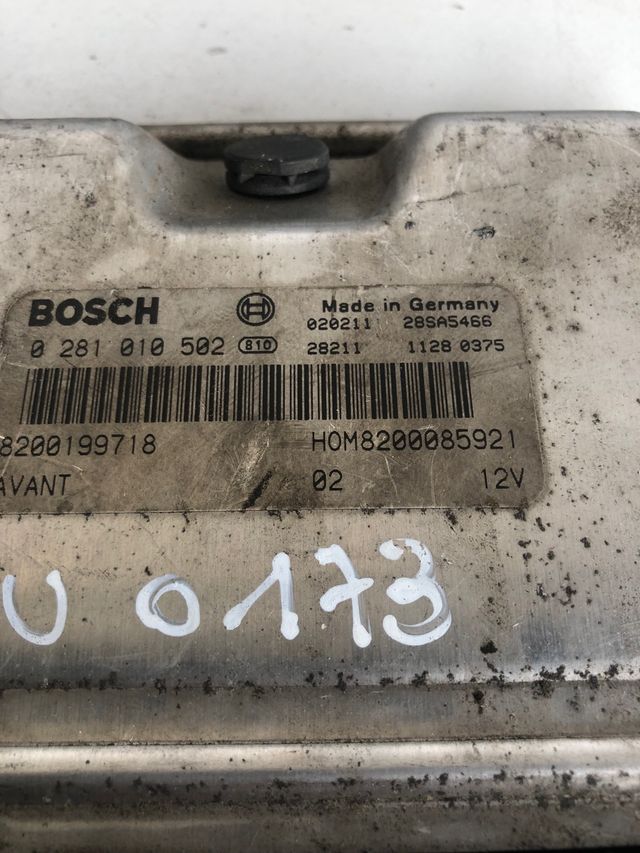 BOSCH Made in Germany
020211 28SA5466
0 281 010 502 810 28211 1128 0375
8200199718 HOM8200085921
AVANT 02 12V
U 0173